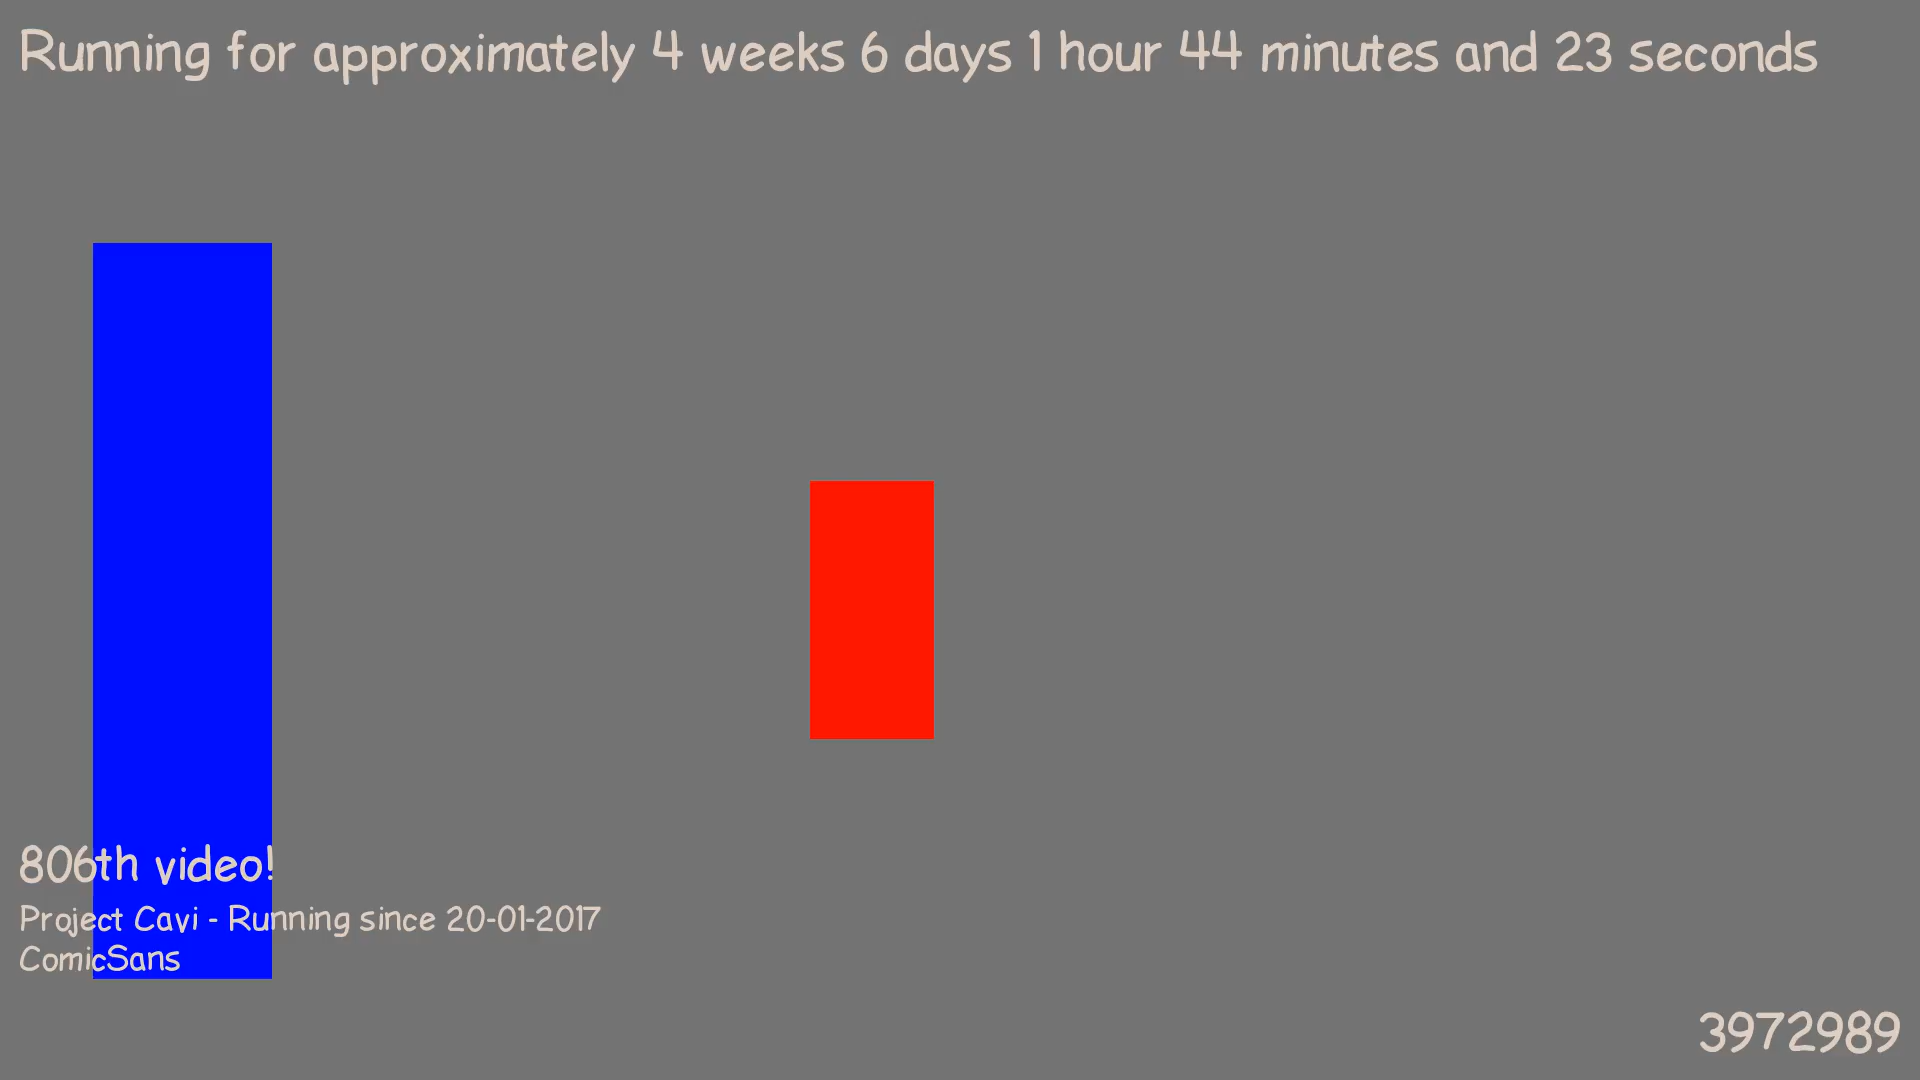 Running for approximately 4 weeks 6 days 1 hour 44 minutes and 23 seconds
806th video!
Project Cavi - Running since 20-01-2017
ComicSans
3972989